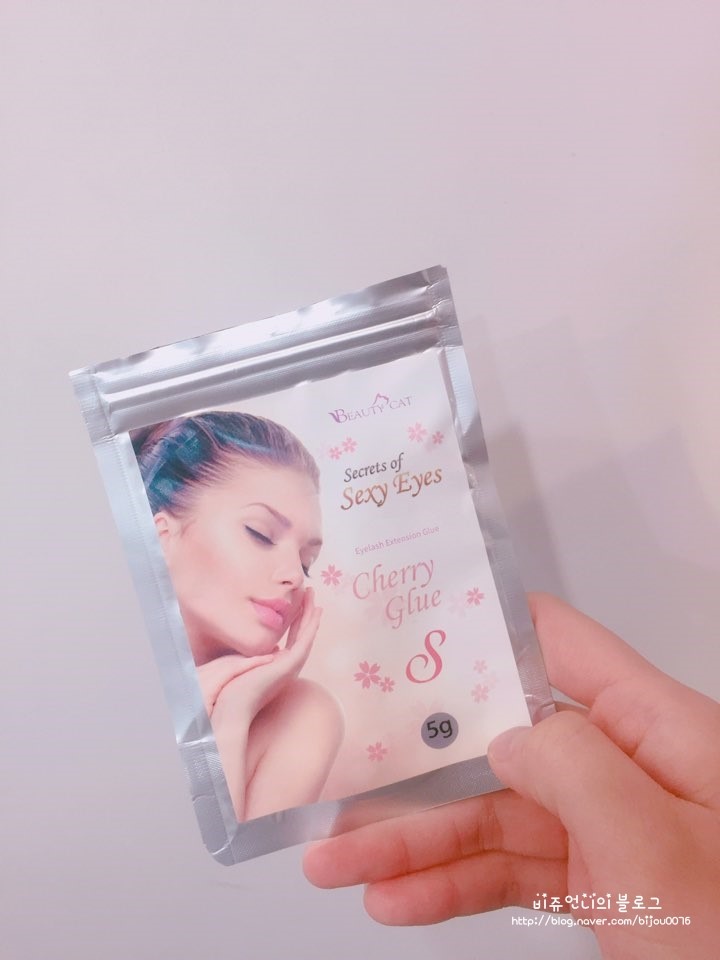 BEAUTY CAT
Secrets of
Sexy Eyes
Eyelash Extension Glue
Cherry
Glue
S
5g
비쥬언니의 블로그
http://blog.naver.com/bijou0076